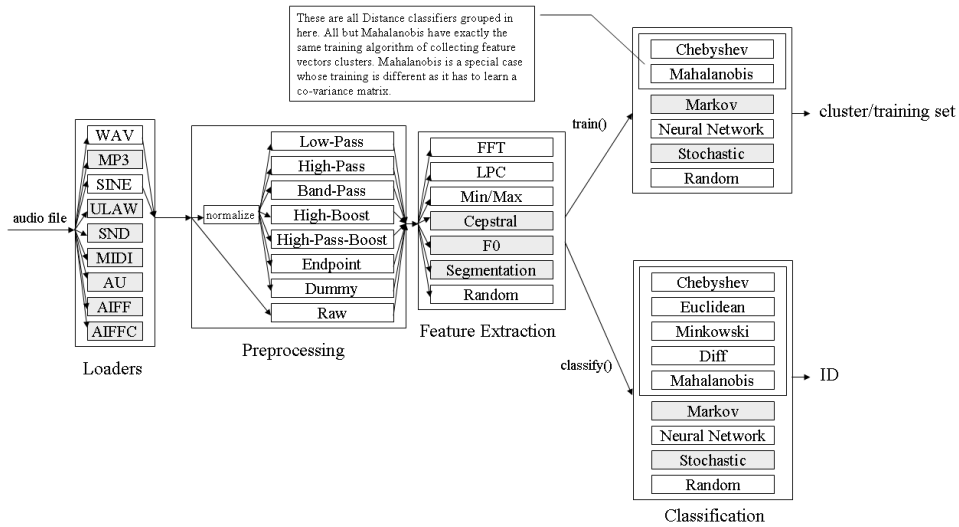 These are all Distance classifiers grouped in
here. All but Mahalanobis have exactly the
same training algorithm of collecting feature
vectors clusters. Mahalanobis is a special case
whose training is different as it has to learn a
co-variance matrix.
audio file
WAV
MP3
SINE
ULAW
SND
MIDI
AU
AIFF
AIFFC
Loaders
normalize
Low-Pass
High-Pass
Band-Pass
High-Boost
High-Pass-Boost
Endpoint
Dummy
Raw
Preprocessing
FFT
LPC
Min/Max
Cepstral
F0
Segmentation
Random
Feature Extraction
train()
Chebyshev
Mahalanobis
Markov
Neural Network
Stochastic
Random
cluster/training set
classify()
Chebyshev
Euclidean
Minkowski
Diff
Mahalanobis
Markov
Neural Network
Stochastic
Random
ID
Classification